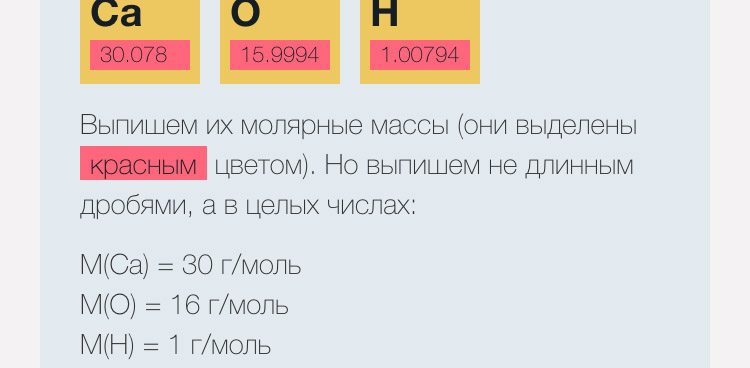 Ca O H
30.078 15.9994 1.00794
Выпишем их молярные массы (они выделены
красным цветом). Но выпишем не длинным
дробями, а в целых числах:
M(Ca) = 30 г/моль
M(O) = 16 г/моль
M(H) = 1 г/моль